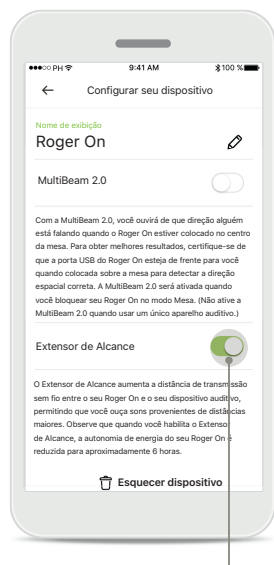 PH
9:41 AM
100 %
Configurar seu dispositivo
Nome de exibição
Roger On
MultiBeam 2.0
Com a MultiBeam 2.0, você ouvirá de que direção alguém
está falando quando o Roger On estiver colocado no centro
da mesa. Para obter melhores resultados, certifique-se de
que a porta USB do Roger On esteja de frente para você
quando colocada sobre a mesa para detectar a direção
espacial correta. A MultiBeam 2.0 será ativada quando
você bloquear seu Roger On no modo Mesa. (Não ative a
MultiBeam 2.0 quando usar um único aparelho auditivo.)
Extensor de Alcance
O Extensor de Alcance aumenta a distância de transmissão
sem fio entre o seu Roger On e o seu dispositivo auditivo,
permitindo que você ouça sons provenientes de distâncias
maiores. Observe que quando você habilita o Extensor
de Alcance, a autonomia de energia do seu Roger On é
reduzida para aproximadamente 6 horas.
Esquecer dispositivo